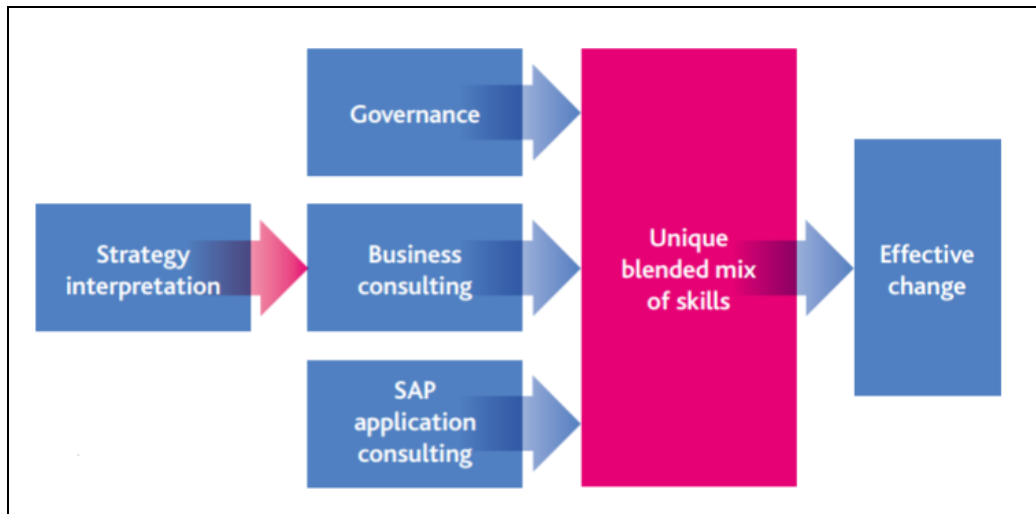 Governance
Strategy
interpretation
Business
consulting
SAP
application
consulting
Unique
blended mix
of skills
Effective
change